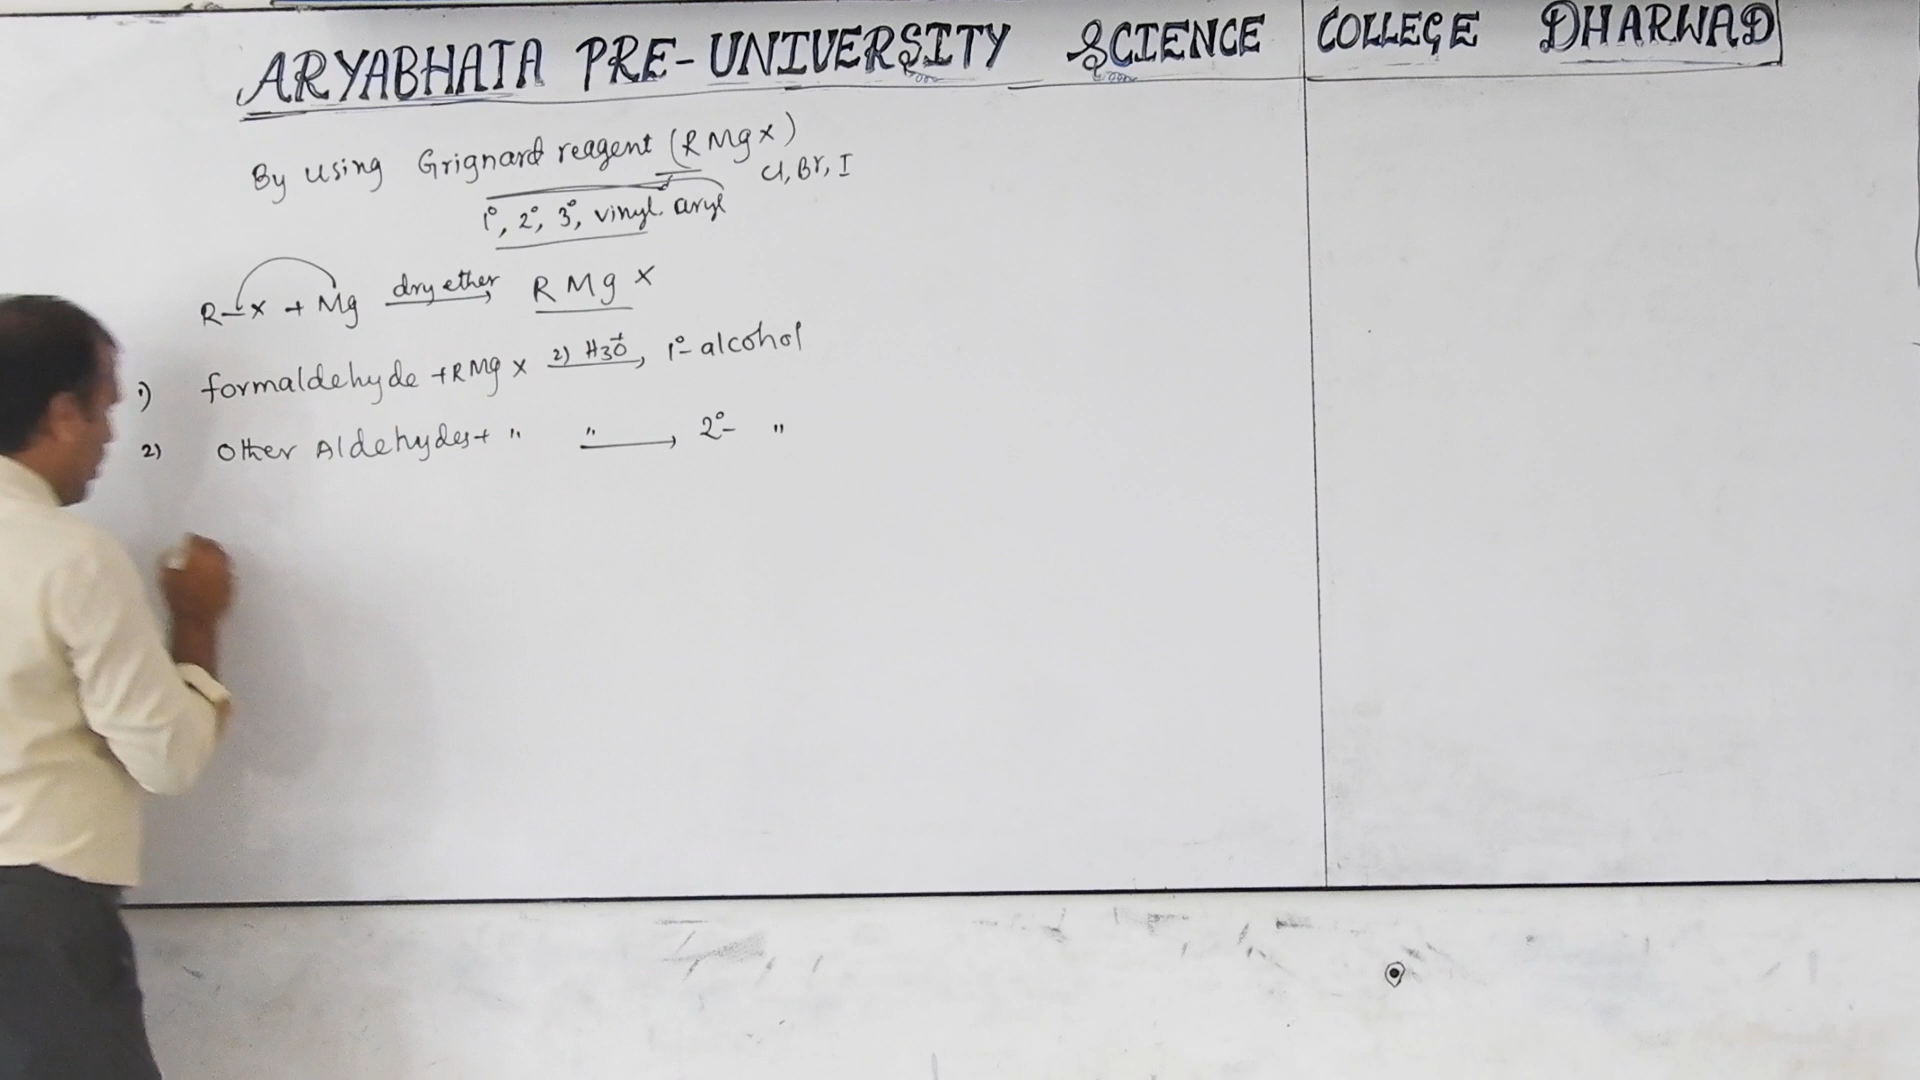 ARYABHATA PRE-UNIVERSITY SCIENCE COLLEGE DHARWAD
By using Grignard reagent (RMgX)
Cl, Br, I
1°, 2°, 3°, vinyl. aryl
R-X + Mg dry ether RMgX
1) formaldehyde + RMgX 2) H3O+, 1°- alcohol
2) Other Aldehydes + " " 2°- "